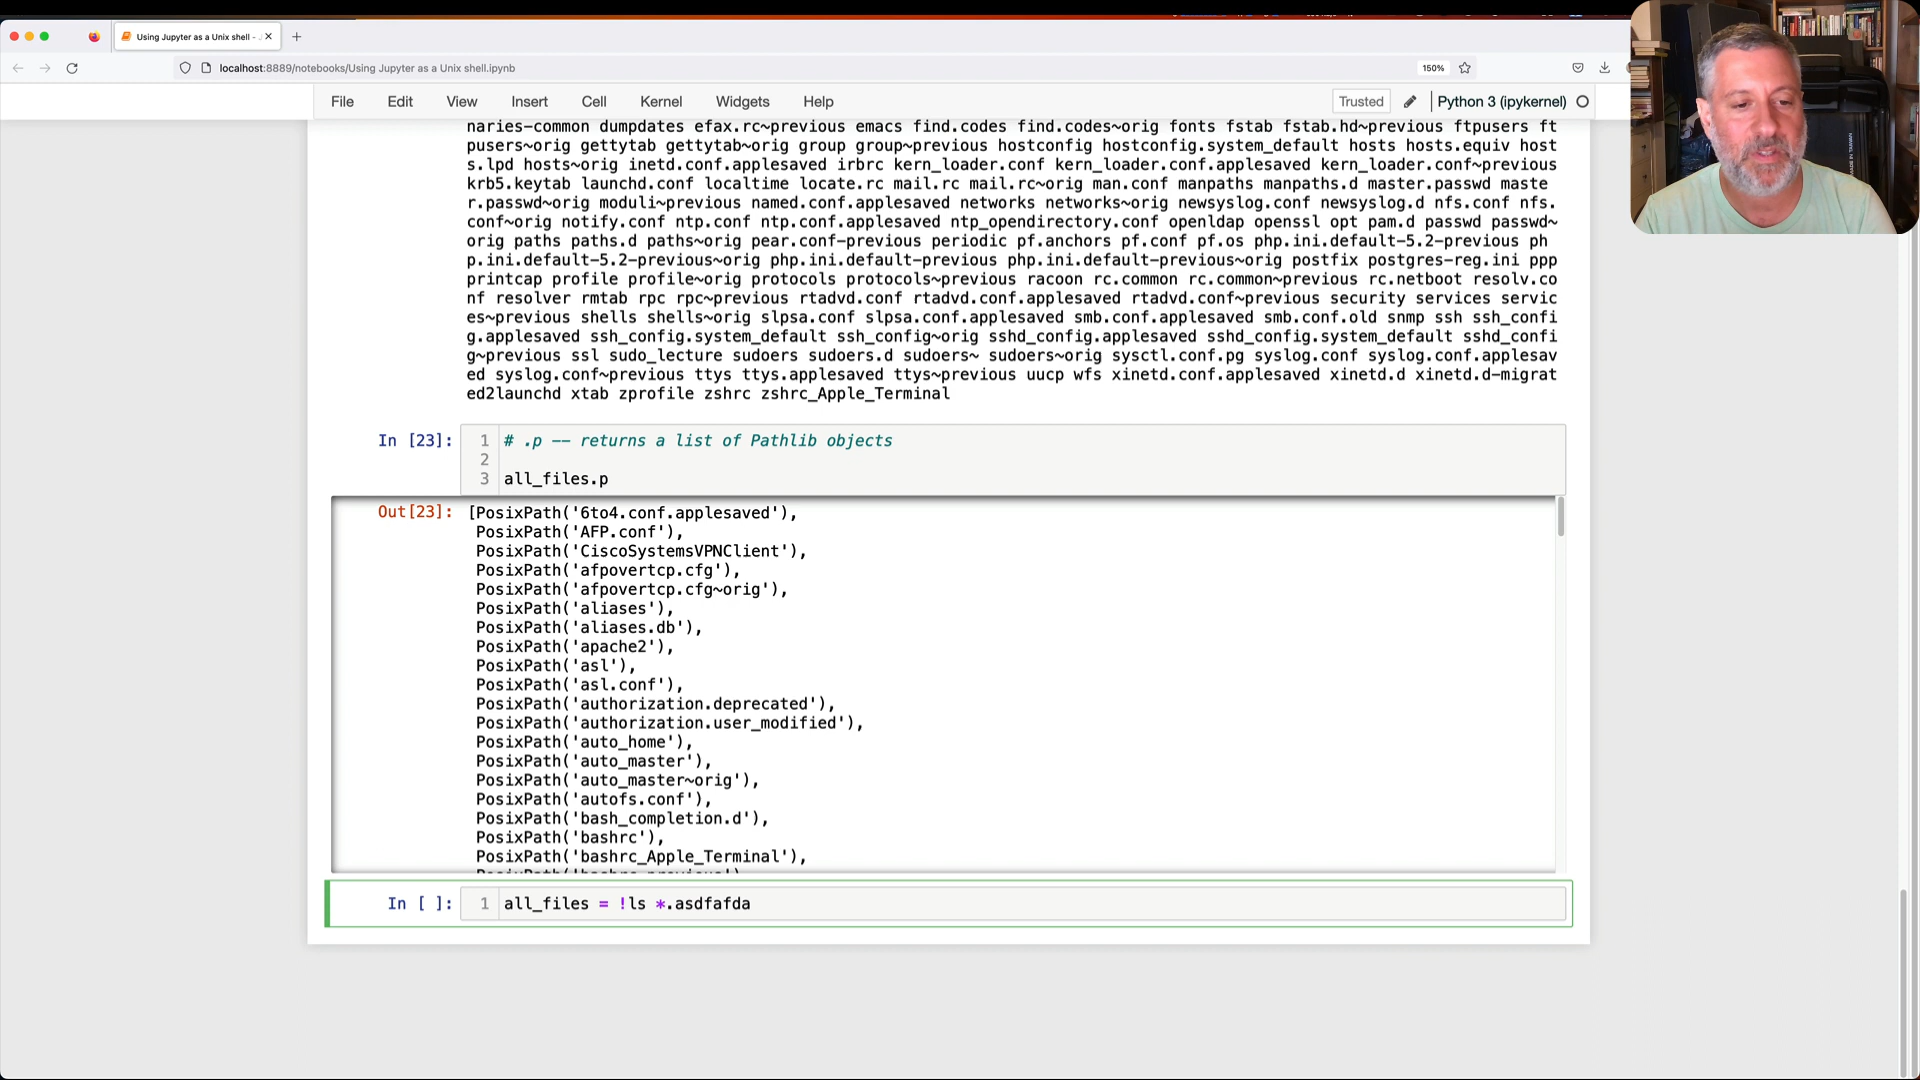 Using Jupyter as a Unix shell -
localhost:8889/notebooks/Using Jupyter as a Unix shell.ipynb
150%
File Edit View Insert Cell Kernel Widgets Help
Trusted
Python 3 (ipykernel)
naries-common dumpdates efax.rc~previous emacs find.codes find.codes~orig fonts fstab fstab.hd~previous ftpusers ft
pusers~orig gettytab gettytab~orig group group~previous hostconfig hostconfig.system_default hosts hosts.equiv host
s.lpd hosts~orig inetd.conf.applesaved irbrc kern_loader.conf kern_loader.conf.applesaved kern_loader.conf~previous
krb5.keytab launchd.conf localtime locate.rc mail.rc mail.rc~orig man.conf manpaths manpaths.d master.passwd maste
r.passwd~orig moduli~previous named.conf.applesaved networks networks~orig newsyslog.conf newsyslog.d nfs.conf nfs.
conf~orig notify.conf ntp.conf ntp.conf.applesaved ntp_opendirectory.conf openldap openssl opt pam.d passwd passwd~
orig paths paths.d paths~orig pear.conf-previous periodic pf.anchors pf.conf pf.os php.ini.default-5.2-previous ph
p.ini.default-5.2-previous~orig php.ini.default-previous php.ini.default-previous~orig postfix postgres-reg.ini ppp
printcap profile profile~orig protocols protocols~previous racoon rc.common rc.common~previous rc.netboot resolv.co
nf resolver rmtab rpc rpc~previous rtadvd.conf rtadvd.conf.applesaved rtadvd.conf~previous security services servic
es~previous shells shells~orig slpsa.conf slpsa.conf.applesaved smb.conf.applesaved smb.conf.old snmp ssh ssh_confi
g.applesaved ssh_config.system_default ssh_config~orig sshd_config.applesaved sshd_config.system_default sshd_confi
g~previous ssl sudo_lecture sudoers sudoers.d sudoers~ sudoers~orig sysctl.conf.pg syslog.conf syslog.conf.applesav
ed syslog.conf~previous ttys ttys.applesaved ttys~previous uucp wfs xinetd.conf.applesaved xinetd.d xinetd.d-migrat
ed2launchd xtab zprofile zshrc zshrc_Apple_Terminal
In [23]: 1 # .p -- returns a list of Pathlib objects
2
3 all_files.p
Out[23]: [PosixPath('6to4.conf.applesaved'),
PosixPath('AFP.conf'),
PosixPath('CiscoSystemsVPNClient'),
PosixPath('afpovertcp.cfg'),
PosixPath('afpovertcp.cfg~orig'),
PosixPath('aliases'),
PosixPath('aliases.db'),
PosixPath('apache2'),
PosixPath('asl'),
PosixPath('asl.conf'),
PosixPath('authorization.deprecated'),
PosixPath('authorization.user_modified'),
PosixPath('auto_home'),
PosixPath('auto_master'),
PosixPath('auto_master~orig'),
PosixPath('autofs.conf'),
PosixPath('bash_completion.d'),
PosixPath('bashrc'),
PosixPath('bashrc_Apple_Terminal'),
In [ ]: 1 all_files = !ls *.asdfafda